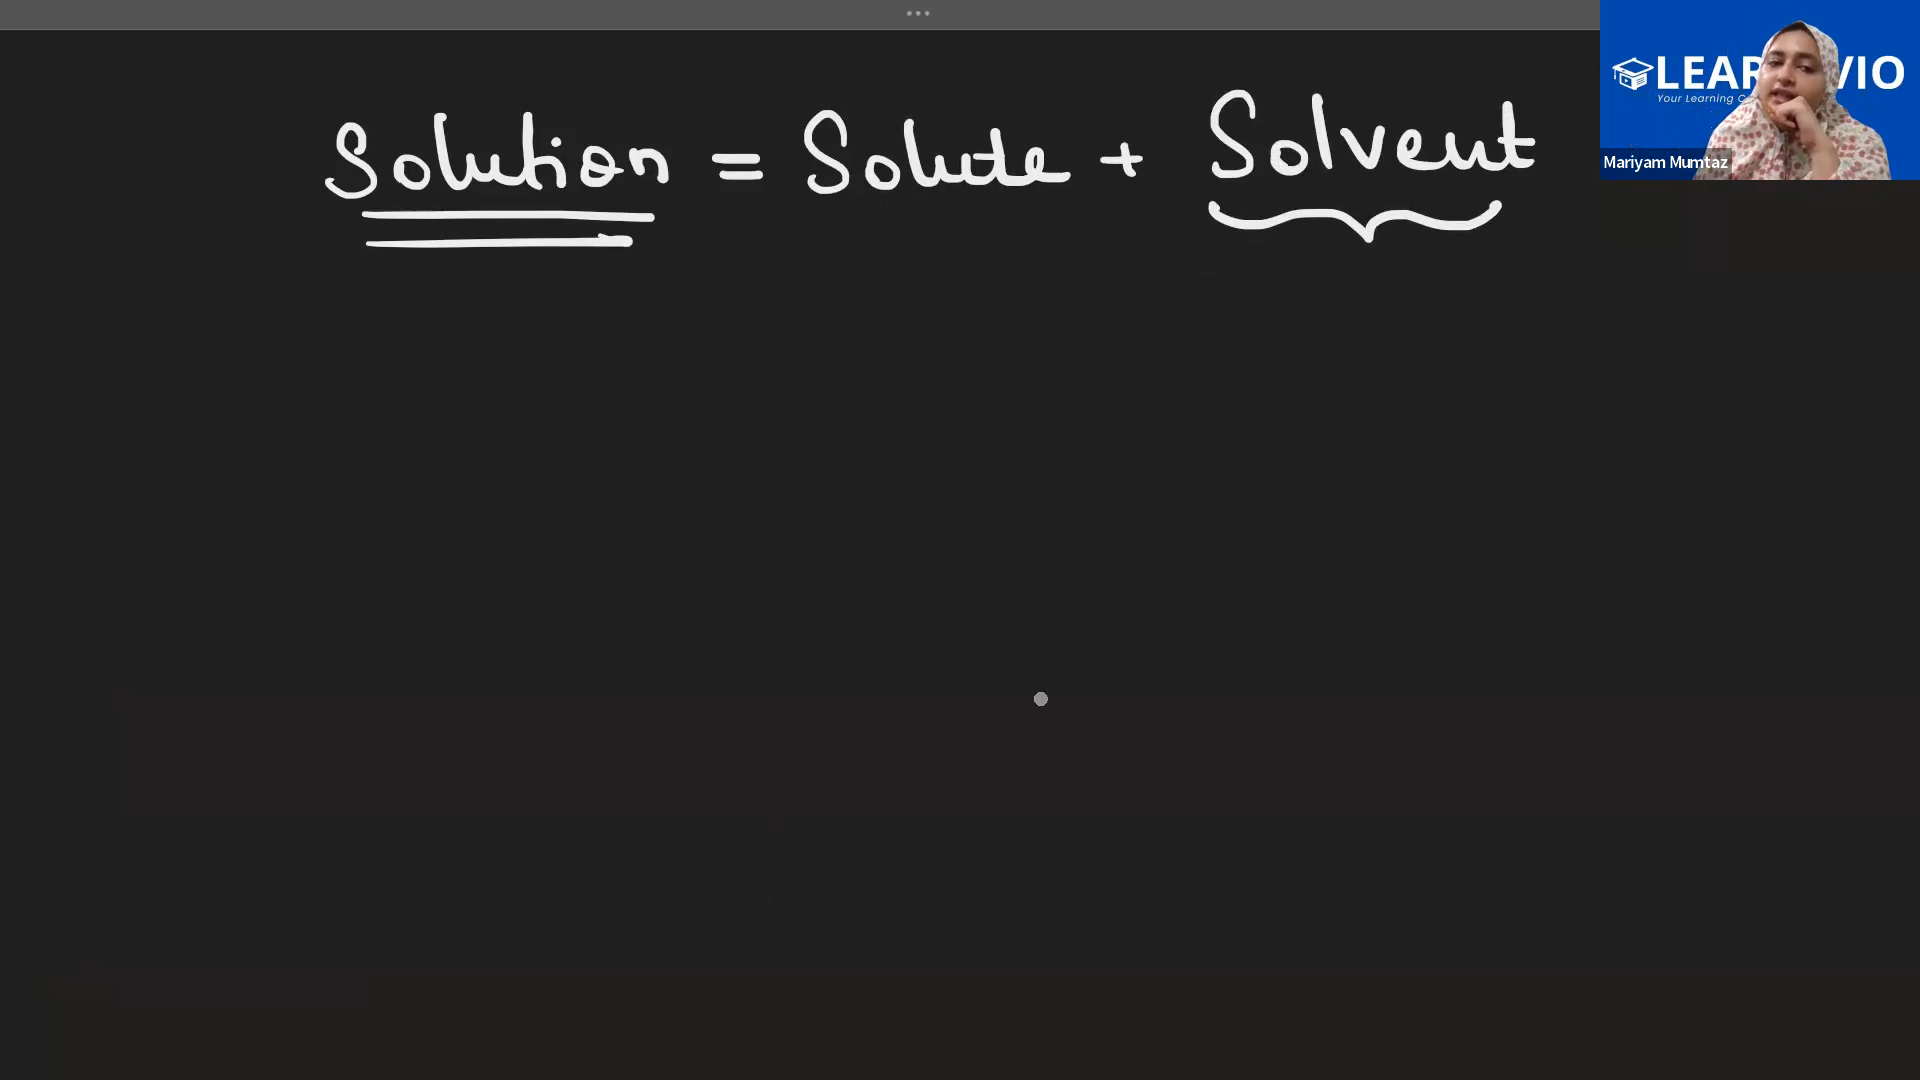 Solution = Solute + Solvent
LEAR VIO
Your Learning C
Mariyam Mumtaz